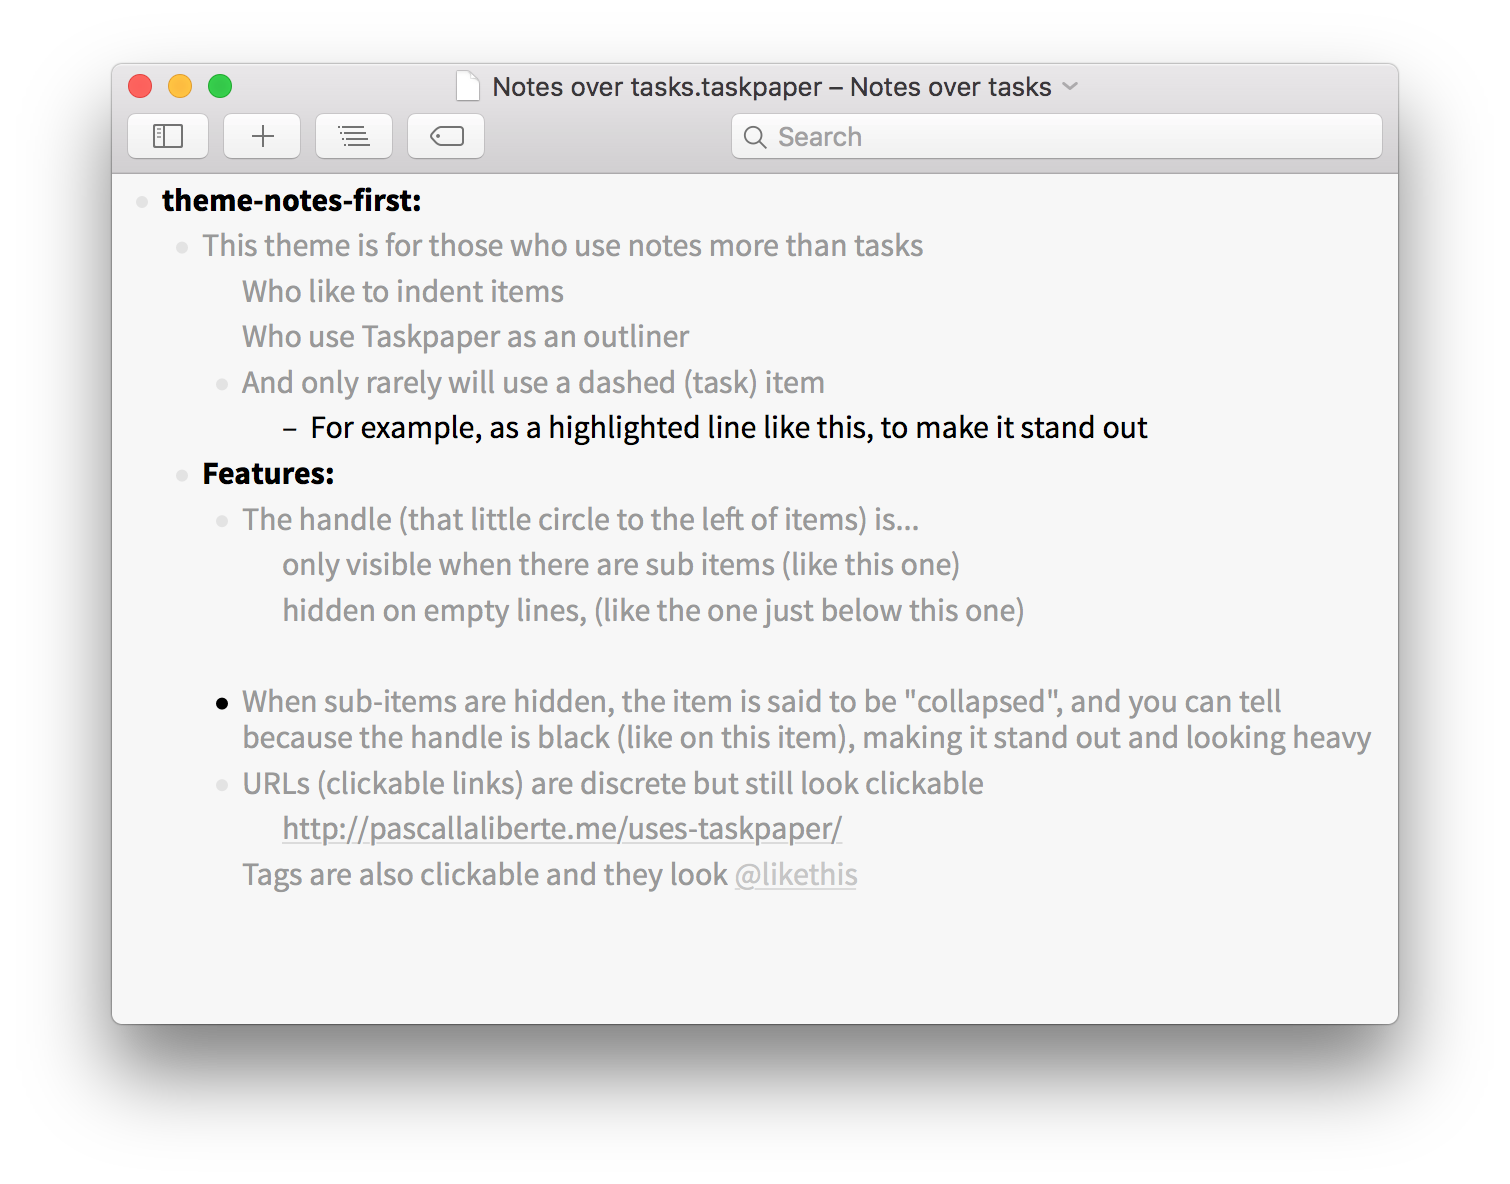 Notes over tasks.taskpaper – Notes over tasks
Search
theme-notes-first:
This theme is for those who use notes more than tasks
Who like to indent items
Who use Taskpaper as an outliner
And only rarely will use a dashed (task) item
– For example, as a highlighted line like this, to make it stand out
Features:
The handle (that little circle to the left of items) is...
only visible when there are sub items (like this one)
hidden on empty lines, (like the one just below this one)
When sub-items are hidden, the item is said to be "collapsed", and you can tell
because the handle is black (like on this item), making it stand out and looking heavy
URLs (clickable links) are discrete but still look clickable
http://pascallaliberte.me/uses-taskpaper/
Tags are also clickable and they look @likethis